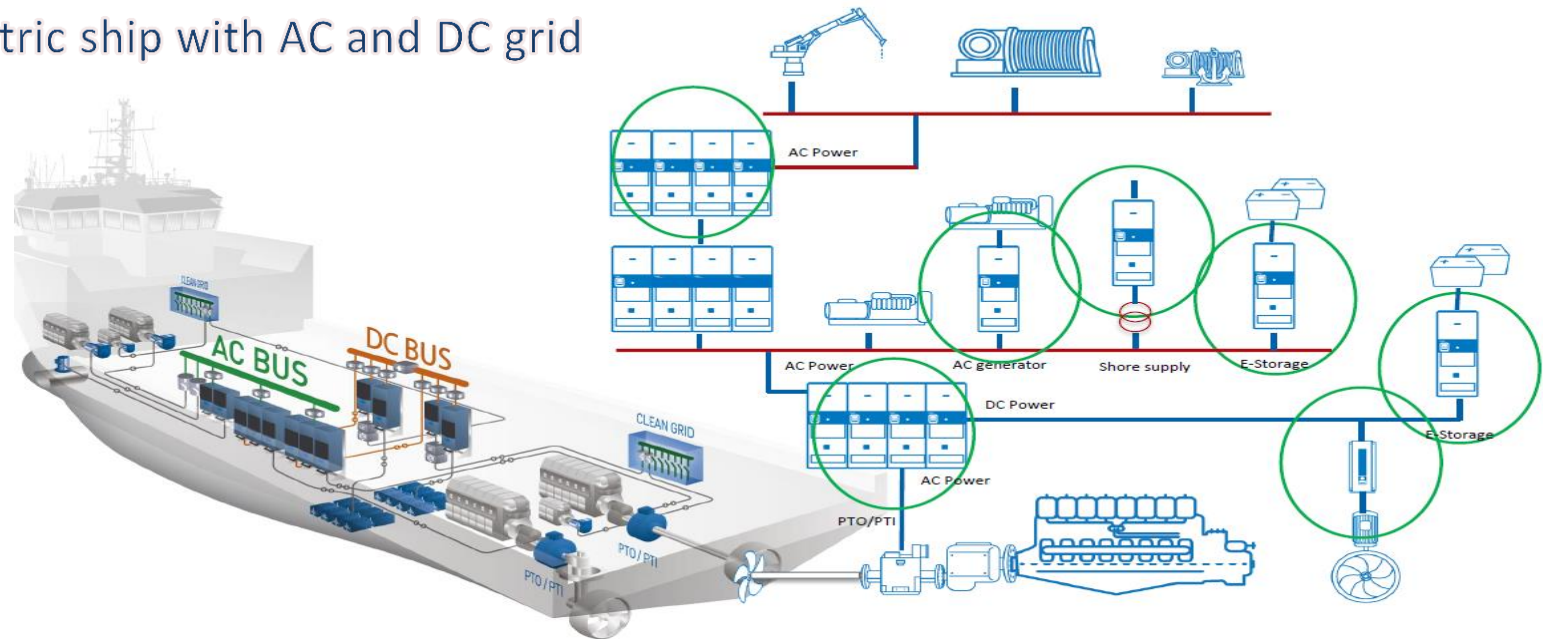 tric ship with AC and DC grid
AC Power
AC Power
AC generator
Shore supply
E-Storage
DC Power
E-Storage
AC Power
PTO/PTI
CLEAN GRID
AC BUS
DC BUS
CLEAN GRID
PTO / PTI
PTO / PTI